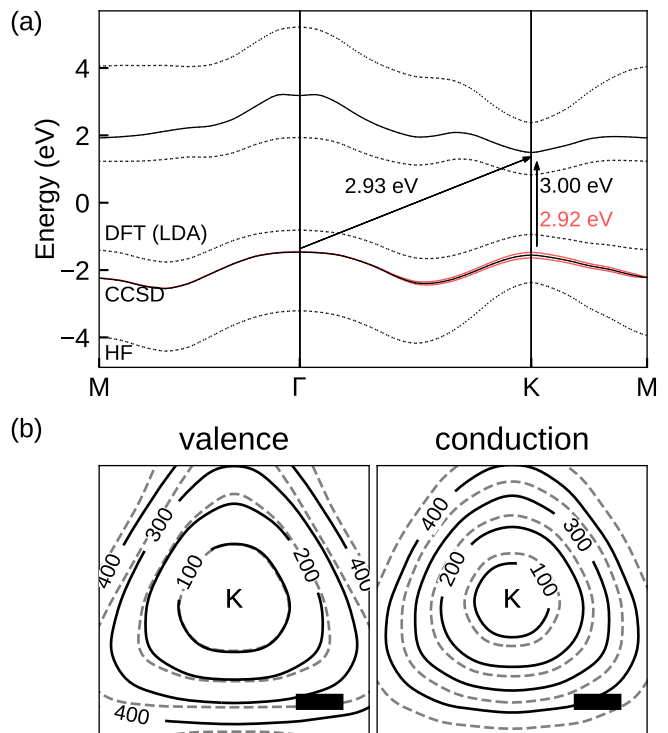 (a)
Energy (eV)
4
2
0
−2
−4
2.93 eV
3.00 eV
2.92 eV
DFT (LDA)
CCSD
HF
M
Γ
K
M
(b)
valence
conduction
400
300
100
200
400
K
400
400
300
200
100
K